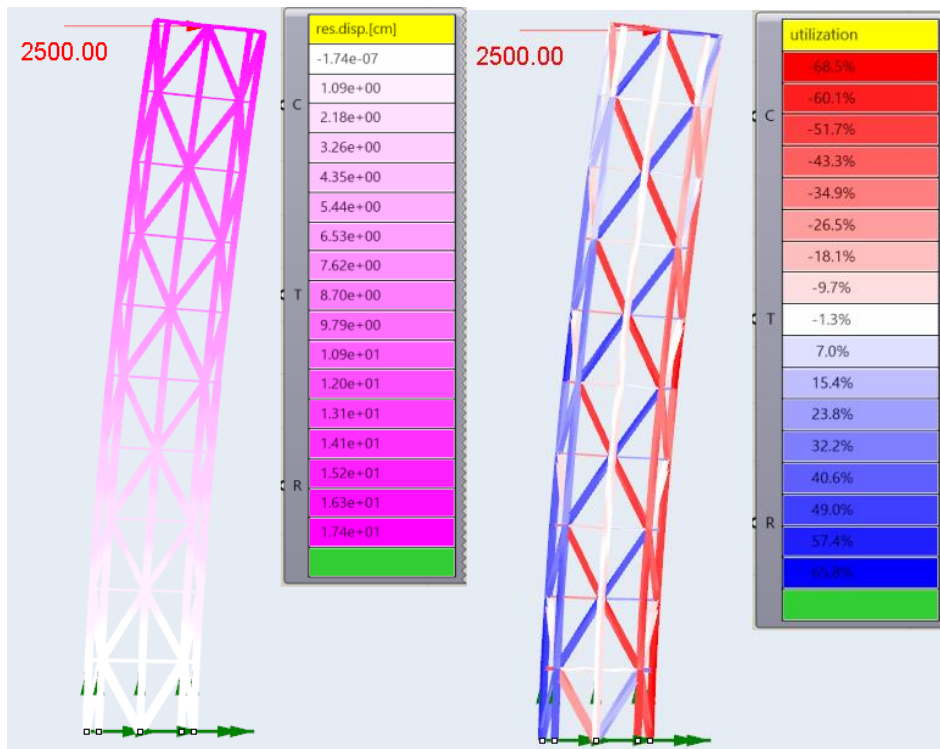 2500.00
res.disp.[cm]
-1.74e-07
1.09e+00
2.18e+00
3.26e+00
4.35e+00
5.44e+00
6.53e+00
7.62e+00
8.70e+00
9.79e+00
1.09e+01
1.20e+01
1.31e+01
1.41e+01
1.52e+01
1.63e+01
1.74e+01
C
T
R
2500.00
utilization
-68.5%
-60.1%
-51.7%
-43.3%
-34.9%
-26.5%
-18.1%
-9.7%
-1.3%
7.0%
15.4%
23.8%
32.2%
40.6%
49.0%
57.4%
65.8%
C
T
R